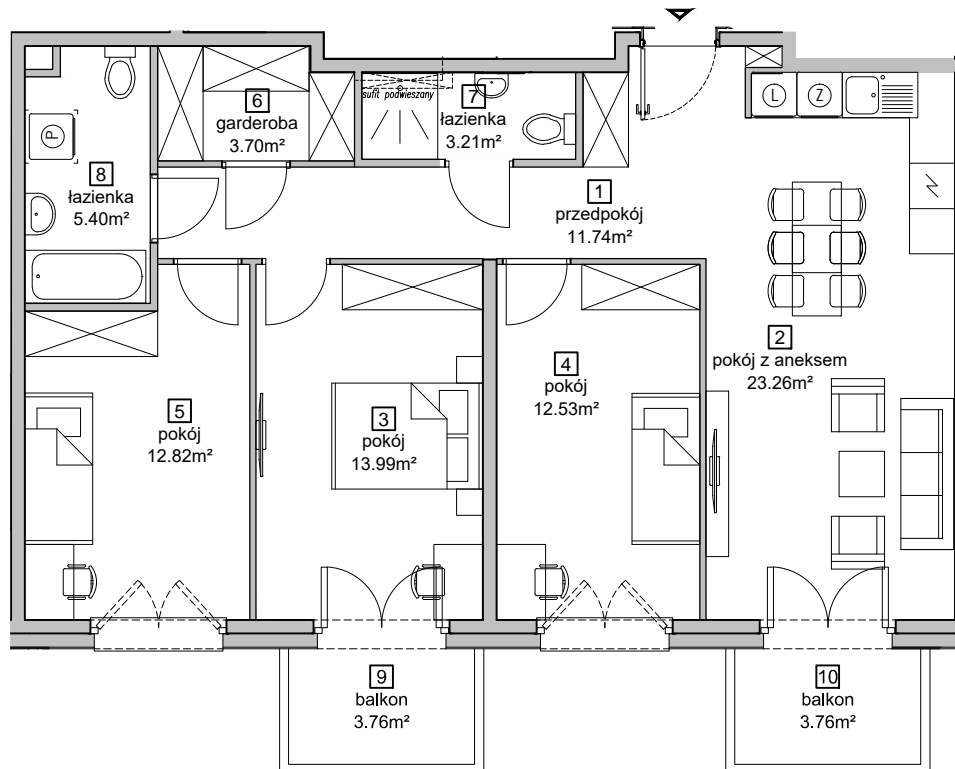 6
garderoba
3.70m²
sufit podwieszany
7
łazienka
3.21m²
L
Z
P
8
łazienka
5.40m²
1
przedpokój
11.74m²
2
pokój z aneksem
23.26m²
5
pokój
12.82m²
3
pokój
13.99m²
4
pokój
12.53m²
9
balkon
3.76m²
10
balkon
3.76m²